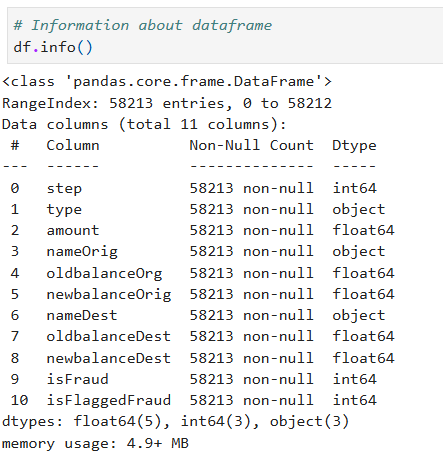 # Information about dataframe
df.info()
<class 'pandas.core.frame.DataFrame'>
RangeIndex: 58213 entries, 0 to 58212
Data columns (total 11 columns):
 #   Column          Non-Null Count  Dtype
---  ------          --------------  -----
 0   step            58213 non-null  int64
 1   type            58213 non-null  object
 2   amount          58213 non-null  float64
 3   nameOrig        58213 non-null  object
 4   oldbalanceOrg   58213 non-null  float64
 5   newbalanceOrig  58213 non-null  float64
 6   nameDest        58213 non-null  object
 7   oldbalanceDest  58213 non-null  float64
 8   newbalanceDest  58213 non-null  float64
 9   isFraud         58213 non-null  int64
 10  isFlaggedFraud  58213 non-null  int64
dtypes: float64(5), int64(3), object(3)
memory usage: 4.9+ MB